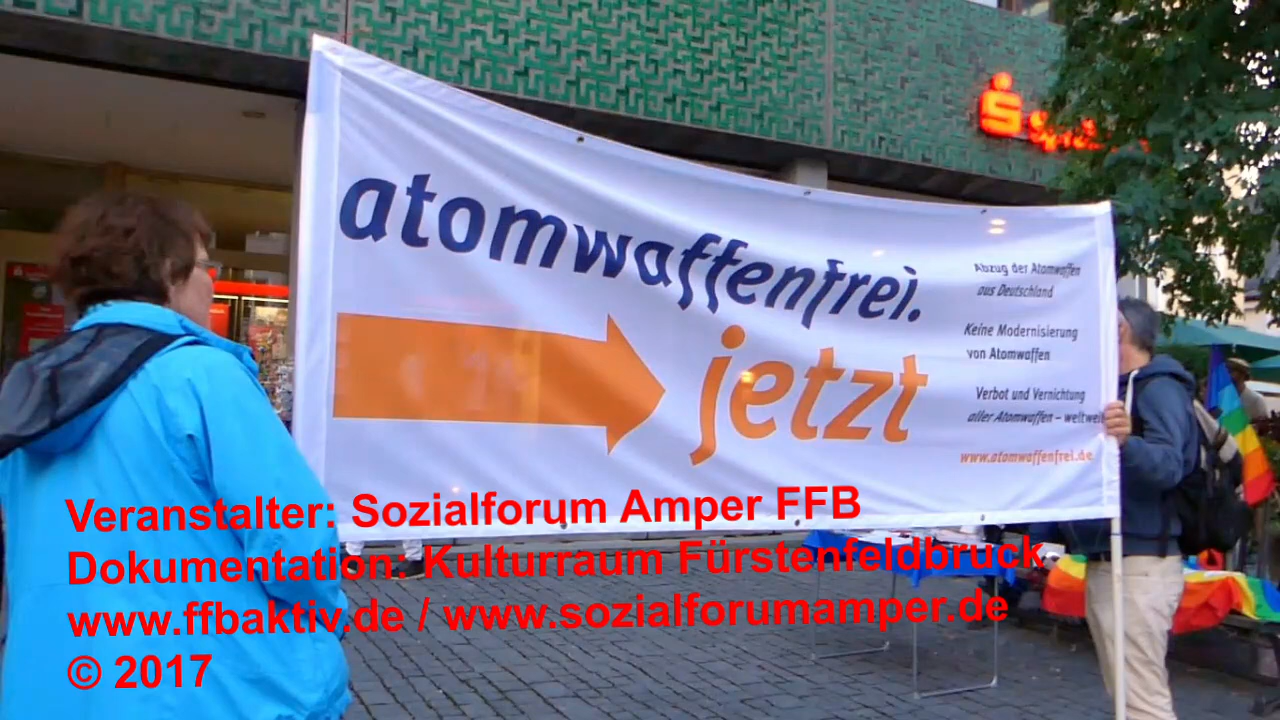 atomwaffenfrei.
jetzt
Abzug der Atomwaffen
aus Deutschland
Keine Modernisierung
von Atomwaffen
Verbot und Vernichtung
aller Atomwaffen – weltweit
www.atomwaffenfrei.de
Veranstalter: Sozialforum Amper FFB
Dokumentation: Kulturraum Fürstenfeldbruck
www.ffbaktiv.de / www.sozialforumamper.de
© 2017